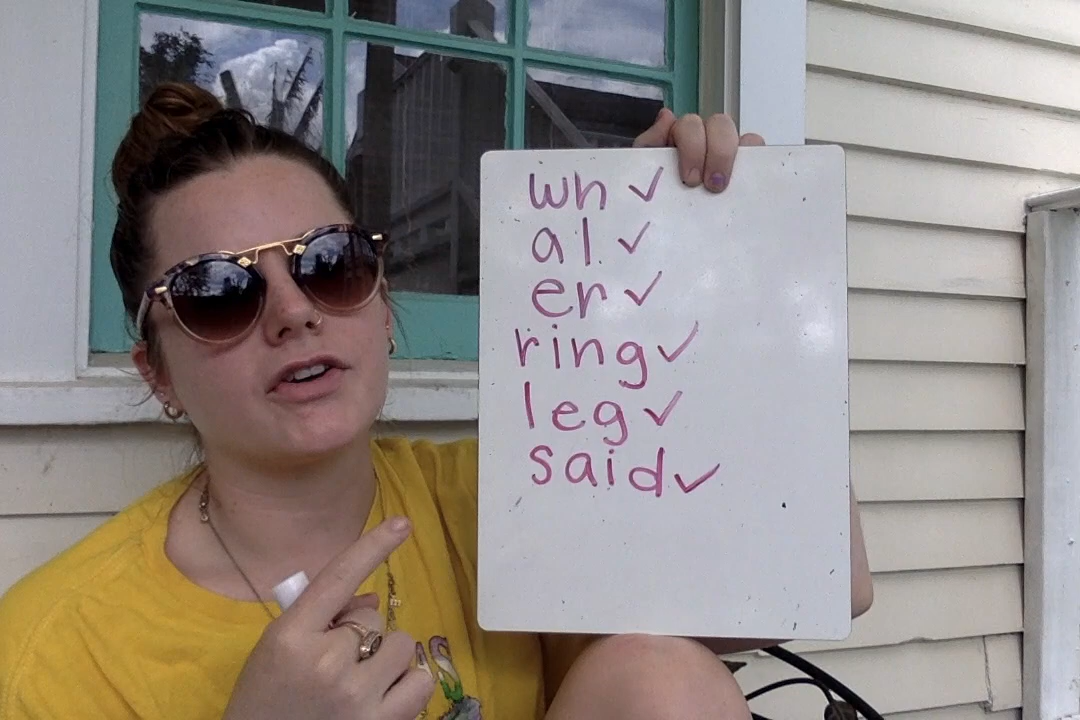 wh ✓
al ✓
er ✓
ring ✓
leg ✓
said ✓